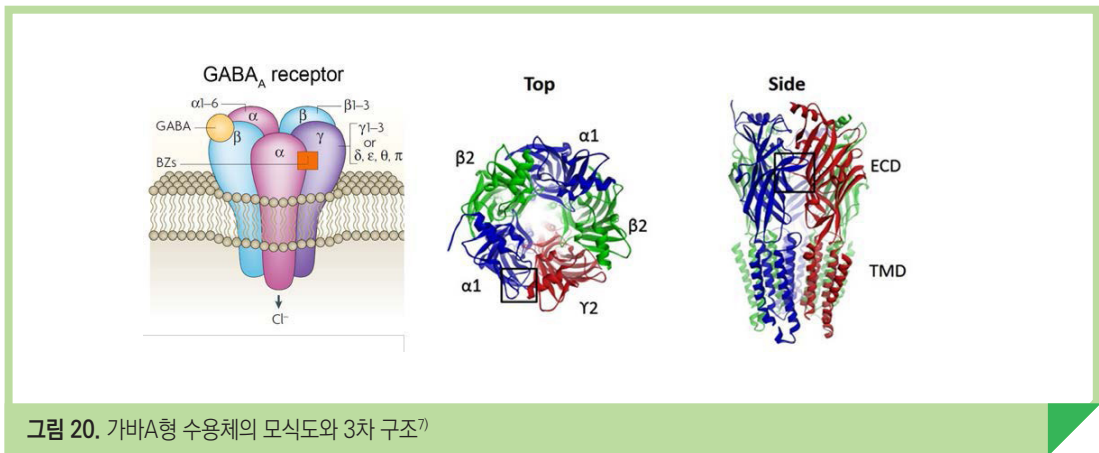 GABAA receptor
α1–6
β1–3
GABA
α
β
β
γ
α
γ1–3
or
δ, ε, θ, π
BZs
Cl⁻
Top
α1
β2
β2
α1
ϒ2
Side
ECD
TMD
그림 20. 가바A형 수용체의 모식도와 3차 구조7)